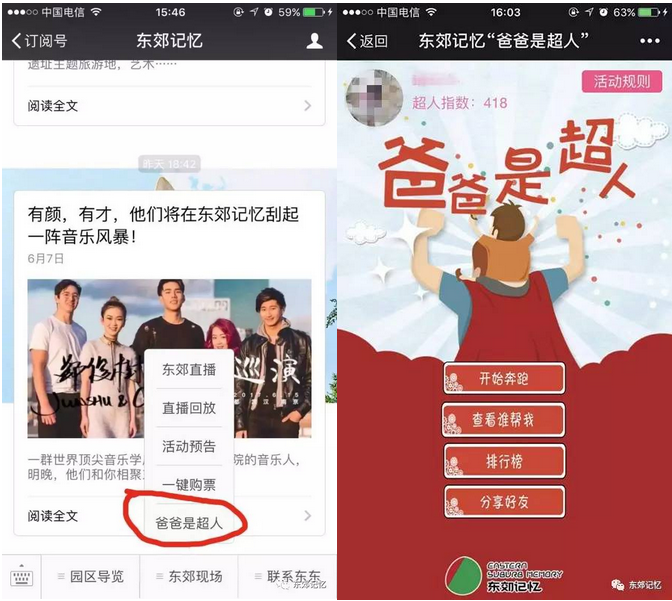 中国电信
15:46
59%
订阅号
东郊记忆
遗址主题旅游地，艺术……
阅读全文
昨天 18:42
有颜，有才，他们将在东郊记忆刮起
一阵音乐风暴！
6月7日
巡演
东郊直播
直播回放
活动预告
一键购票
爸爸是超人
一群世界顶尖音乐学
院的音乐人，
明晚，他们和你相聚
阅读全文
园区导览
东郊现场
联系东东
东郊记忆
中国电信
16:03
63%
返回
东郊记忆“爸爸是超人”
活动规则
超人指数：418
爸爸是超人
开始奔跑
查看谁帮我
排行榜
分享好友
EASTERN
SUBURB MEMORY
东郊记忆
东郊记忆